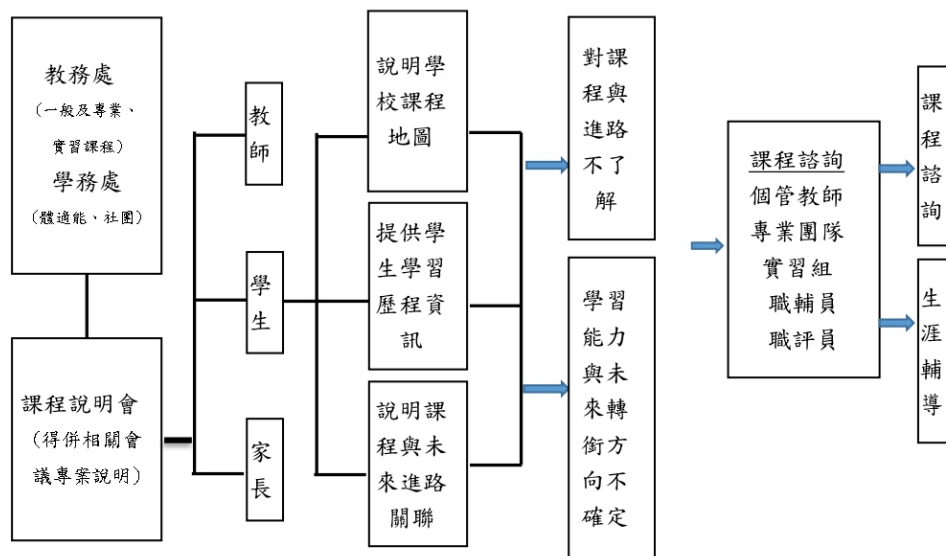 教務處
(一般及專業、
實習課程)
學務處
(體適能、社團)
課程說明會
(得併相關會
議專案說明)
教
師
學
生
家
長
說明學
校課程
地圖
提供學
生學習
歷程資
訊
說明課
程與未
來進路
關聯
對課
程與
進路
不了
解
學習
能力
與未
來轉
銜方
向不
確定
課程諮詢
個管教師
專業團隊
實習組
職輔員
職評員
課
程
諮
詢
生
涯
輔
導